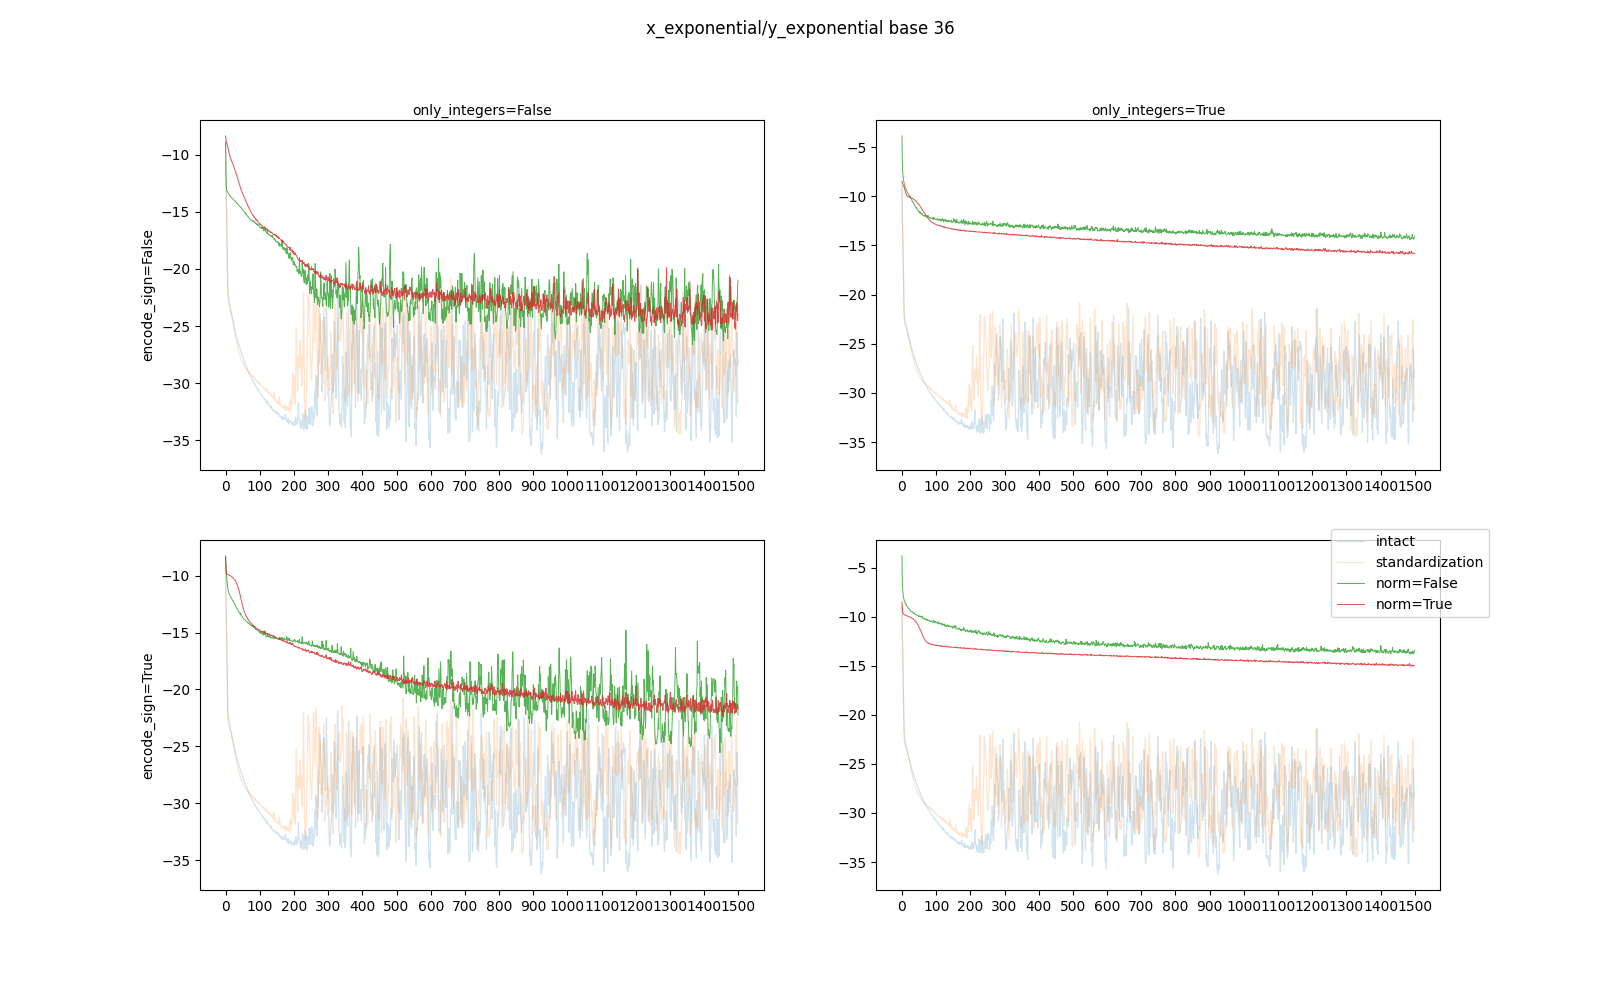 x_exponential/y_exponential base 36
only_integers=False
only_integers=True
encode_sign=False
−10
−15
−20
−25
−30
−35
0 100 200 300 400 500 600 700 800 900 1000 1100 1200 1300 1400 1500
−5
−10
−15
−20
−25
−30
−35
0 100 200 300 400 500 600 700 800 900 1000 1100 1200 1300 1400 1500
encode_sign=True
−10
−15
−20
−25
−30
−35
0 100 200 300 400 500 600 700 800 900 1000 1100 1200 1300 1400 1500
−5
−10
−15
−20
−25
−30
−35
0 100 200 300 400 500 600 700 800 900 1000 1100 1200 1300 1400 1500
intact
standardization
norm=False
norm=True